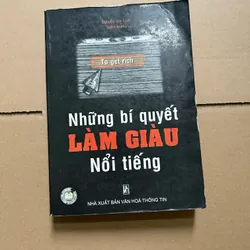 To get rich
Những bí quyết
LÀM GIÀU
Nổi tiếng
NHÀ XUẤT BẢN VĂN HÓA THÔNG TIN